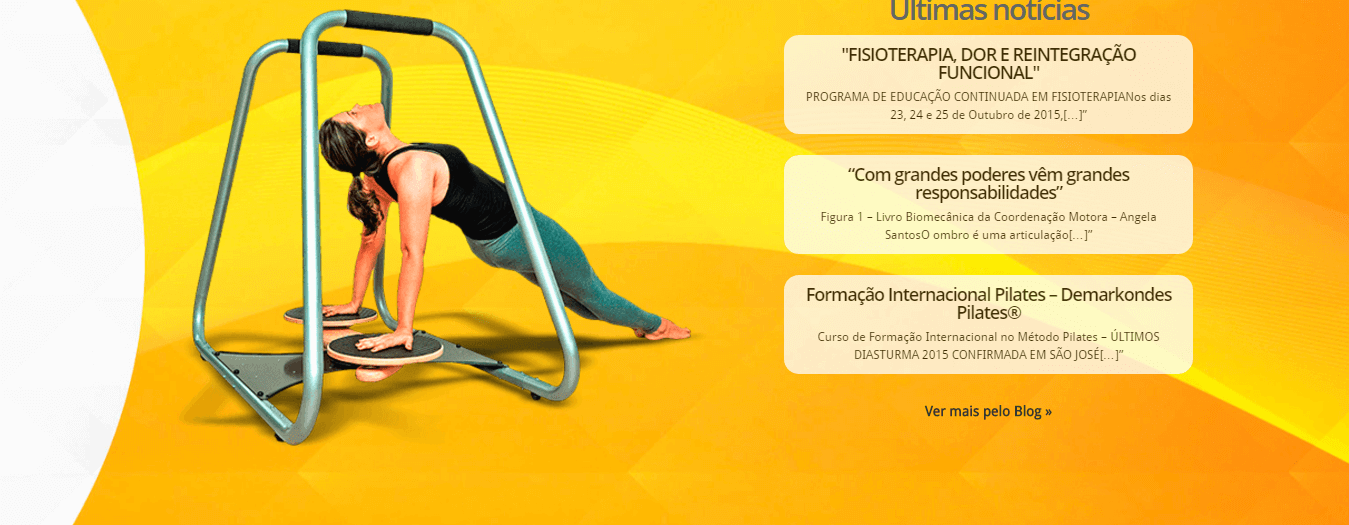 Últimas notícias
"FISIOTERAPIA, DOR E REINTEGRAÇÃO
FUNCIONAL"
PROGRAMA DE EDUCAÇÃO CONTINUADA EM FISIOTERAPIANos dias
23, 24 e 25 de Outubro de 2015,[…]”
“Com grandes poderes vêm grandes
responsabilidades”
Figura 1 – Livro Biomecânica da Coordenação Motora – Angela
SantosO ombro é uma articulação[…]”
Formação Internacional Pilates – Demarkondes
Pilates®
Curso de Formação Internacional no Método Pilates – ÚLTIMOS
DIASTURMA 2015 CONFIRMADA EM SÃO JOSÉ[…]”
Ver mais pelo Blog »